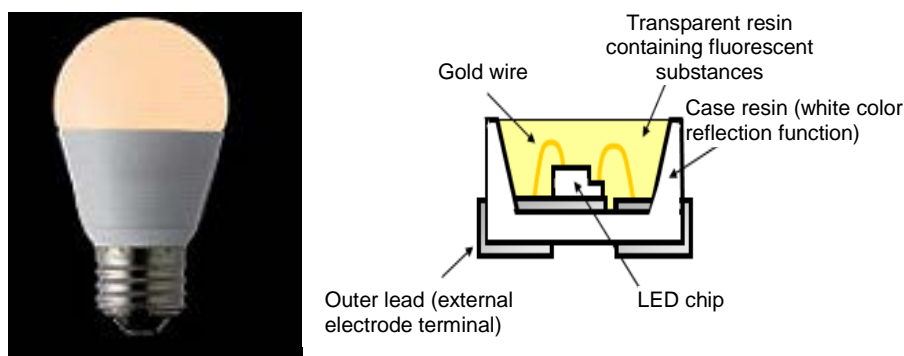 Transparent resin
containing fluorescent
substances
Gold wire
Case resin (white color
reflection function)
Outer lead (external
electrode terminal)
LED chip